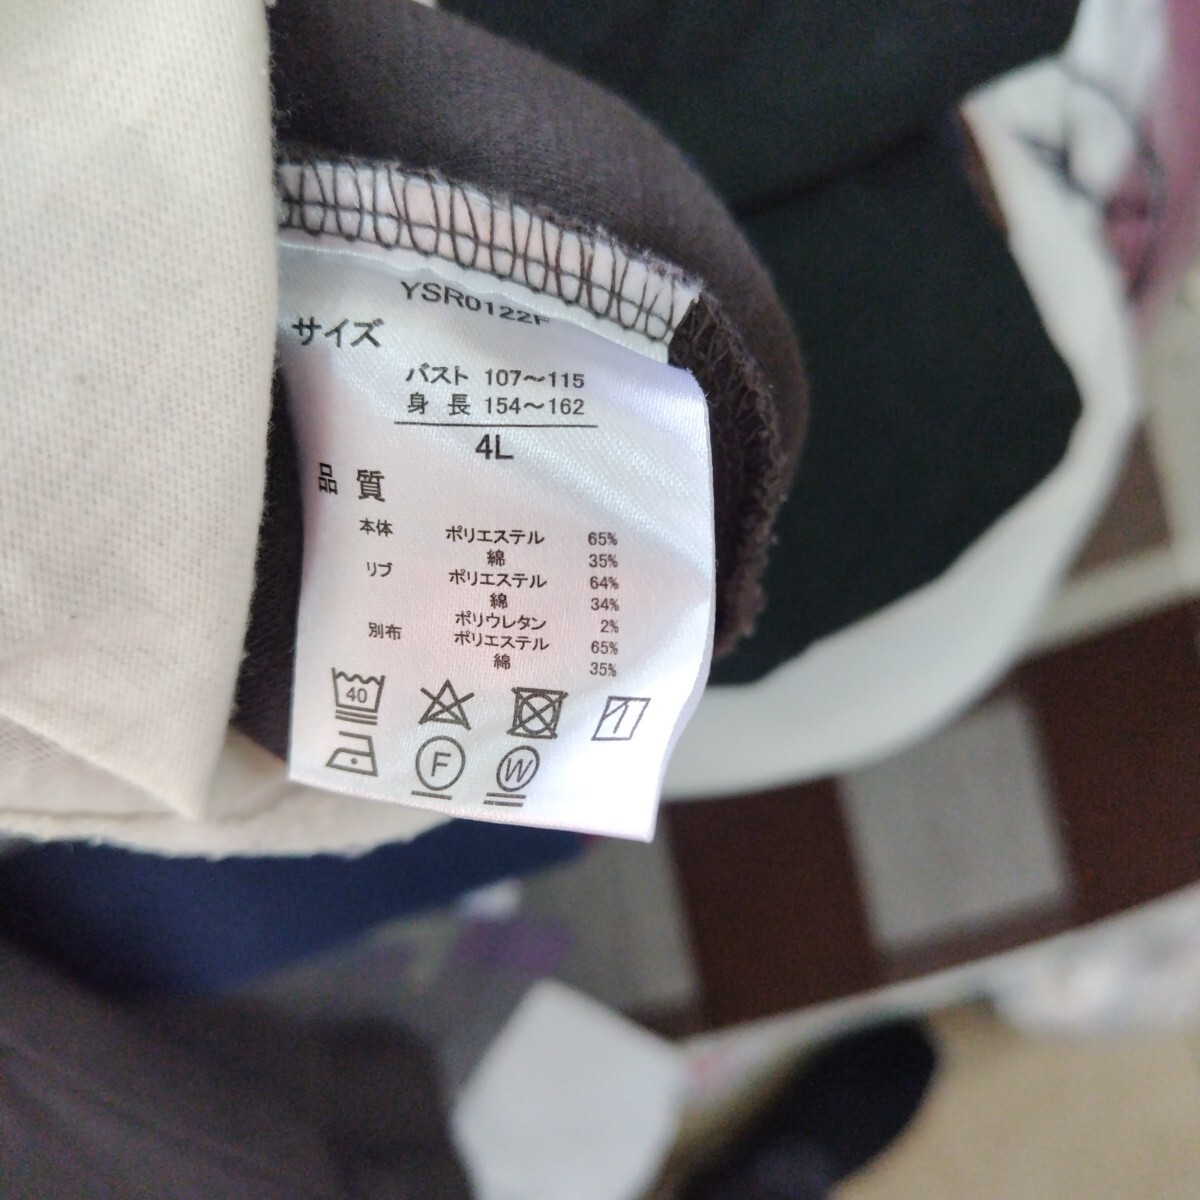 YSR0122F
サイズ
バスト 107～115
身長 154～162
4L
品質
本体 ポリエステル 65%
綿 35%
リブ ポリエステル 64%
綿 34%
ポリウレタン 2%
別布 ポリエステル 65%
綿 35%
40
F W